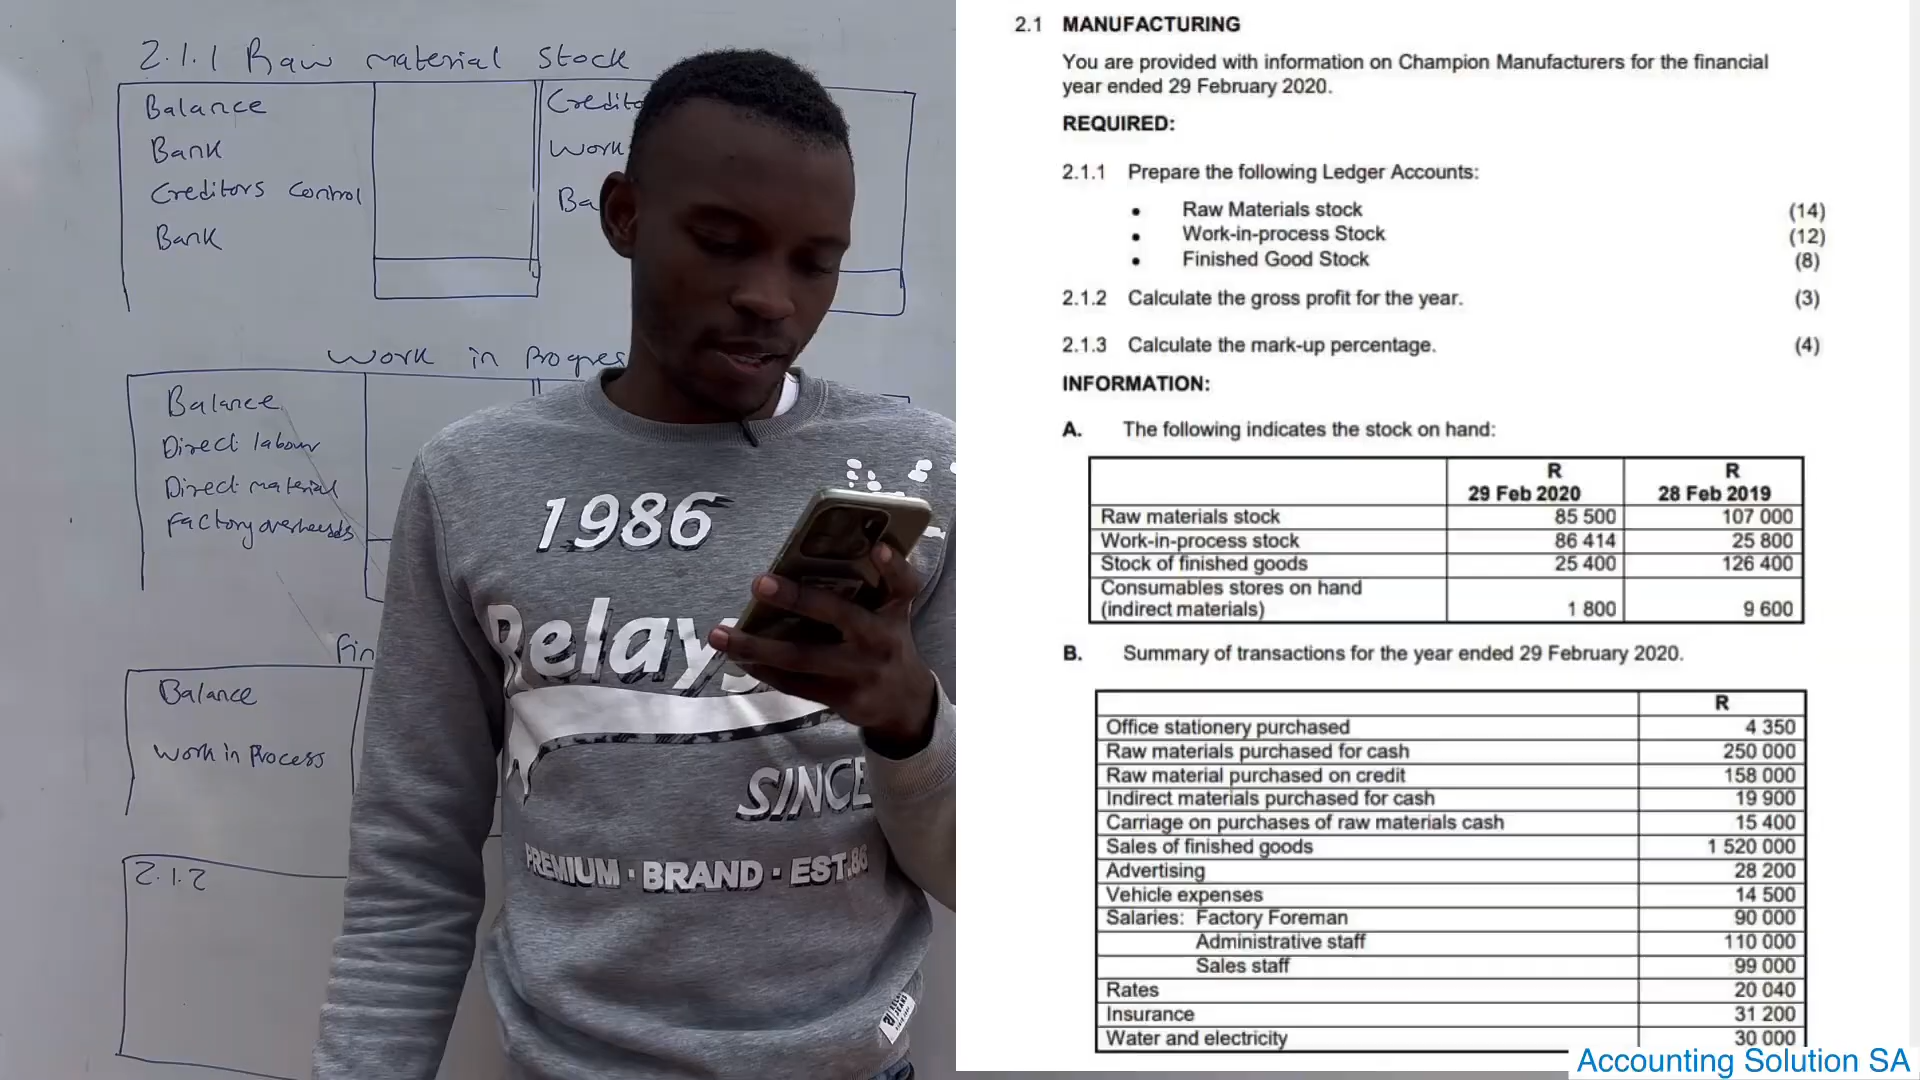 2.1.1 Raw material stock
Balance
Bank
Creditors Control
Bank
Work in Progres
Balance
Direct labour
Direct material
Factory overheads
Fin
Balance
Work in Process
2.1.2
1986
Relays
SINCE
PREMIUM · BRAND · EST.86
2.1 MANUFACTURING
You are provided with information on Champion Manufacturers for the financial
year ended 29 February 2020.
REQUIRED:
2.1.1 Prepare the following Ledger Accounts:
• Raw Materials stock (14)
• Work-in-process Stock (12)
• Finished Good Stock (8)
2.1.2 Calculate the gross profit for the year. (3)
2.1.3 Calculate the mark-up percentage. (4)
INFORMATION:
A. The following indicates the stock on hand:
R R
29 Feb 2020 28 Feb 2019
Raw materials stock 85 500 107 000
Work-in-process stock 86 414 25 800
Stock of finished goods 25 400 126 400
Consumables stores on hand
(indirect materials) 1 800 9 600
B. Summary of transactions for the year ended 29 February 2020.
R
Office stationery purchased 4 350
Raw materials purchased for cash 250 000
Raw material purchased on credit 158 000
Indirect materials purchased for cash 19 900
Carriage on purchases of raw materials cash 15 400
Sales of finished goods 1 520 000
Advertising 28 200
Vehicle expenses 14 500
Salaries: Factory Foreman 90 000
Administrative staff 110 000
Sales staff 99 000
Rates 20 040
Insurance 31 200
Water and electricity 30 000
Accounting Solution SA